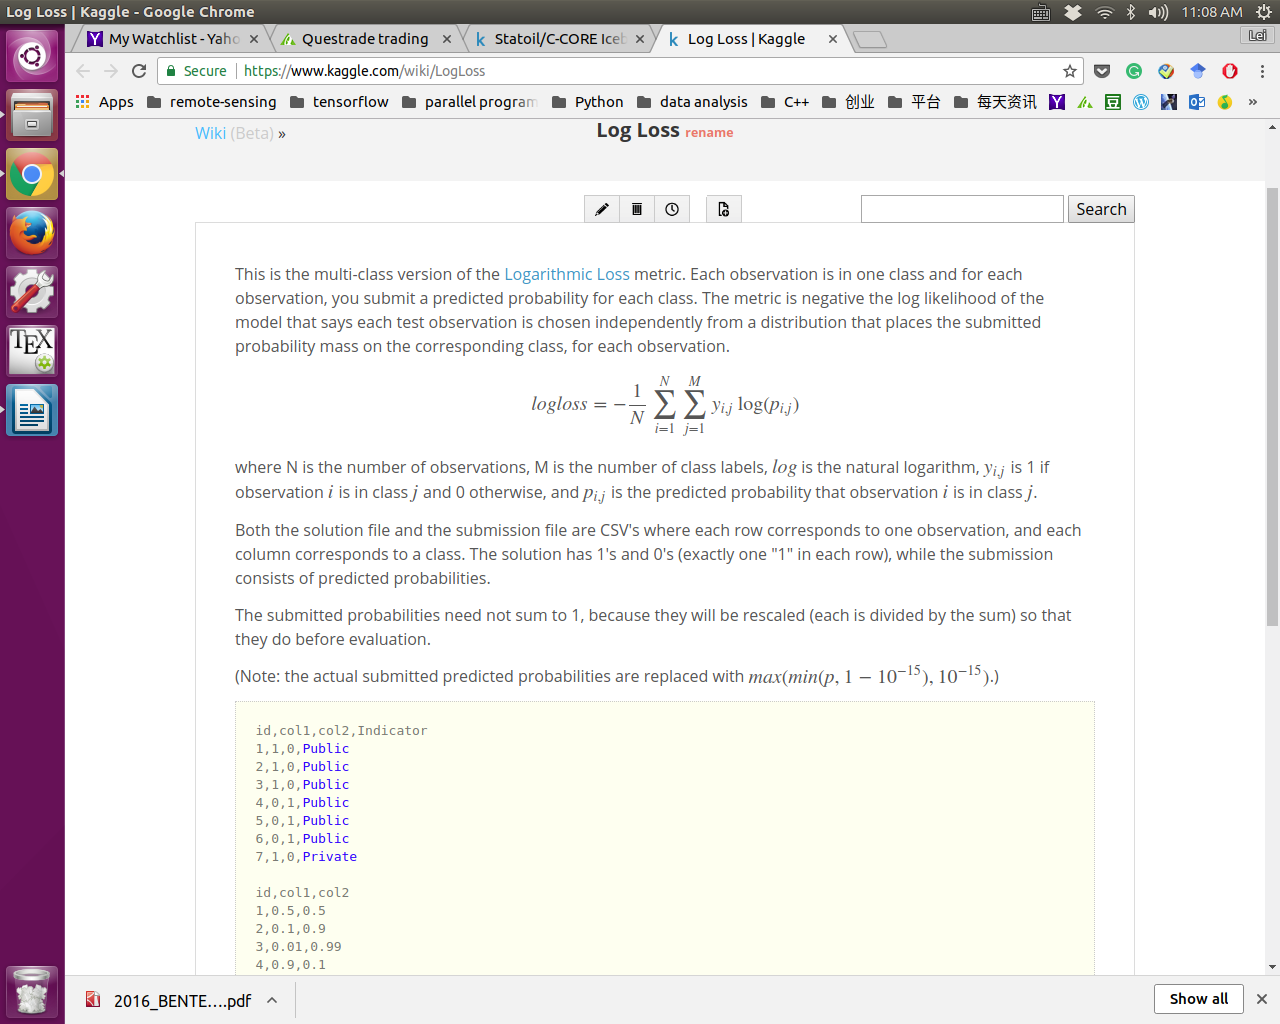 Log Loss | Kaggle - Google Chrome
11:08 AM
My Watchlist - Yaho
Questrade trading
Statoil/C-CORE Iceb
Log Loss | Kaggle
Lei
Secure
https://www.kaggle.com/wiki/LogLoss
Apps
remote-sensing
tensorflow
parallel program
Python
data analysis
C++
创业
平台
每天资讯
Wiki (Beta) »
Log Loss rename
Search
This is the multi-class version of the Logarithmic Loss metric. Each observation is in one class and for each
observation, you submit a predicted probability for each class. The metric is negative the log likelihood of the
model that says each test observation is chosen independently from a distribution that places the submitted
probability mass on the corresponding class, for each observation.
logloss = −\frac{1}{N} \sum_{i=1}^{N} \sum_{j=1}^{M} y_{i,j} log(p_{i,j})
where N is the number of observations, M is the number of class labels, log is the natural logarithm, y_{i,j} is 1 if
observation i is in class j and 0 otherwise, and p_{i,j} is the predicted probability that observation i is in class j.
Both the solution file and the submission file are CSV's where each row corresponds to one observation, and each
column corresponds to a class. The solution has 1's and 0's (exactly one "1" in each row), while the submission
consists of predicted probabilities.
The submitted probabilities need not sum to 1, because they will be rescaled (each is divided by the sum) so that
they do before evaluation.
(Note: the actual submitted predicted probabilities are replaced with max(min(p, 1 − 10^{−15}), 10^{−15}).)
id,col1,col2,Indicator
1,1,0,Public
2,1,0,Public
3,1,0,Public
4,0,1,Public
5,0,1,Public
6,0,1,Public
7,1,0,Private
id,col1,col2
1,0.5,0.5
2,0.1,0.9
3,0.01,0.99
4,0.9,0.1
2016_BENTE....pdf
Show all